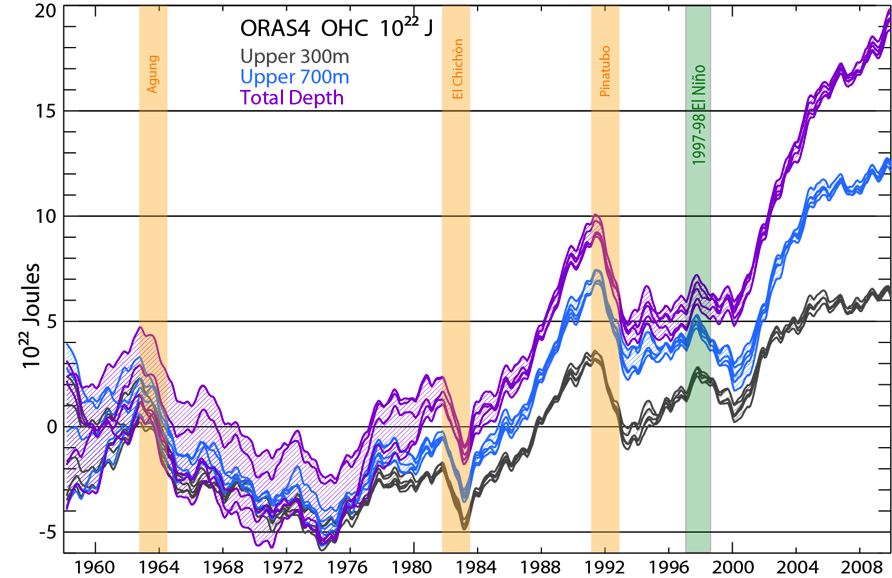 ORAS4 OHC 10²² J
Upper 300m
Upper 700m
Total Depth
Agung
El Chichòn
Pinatubo
1997-98 El Niño
10²² Joules
20
15
10
5
0
-5
1960 1964 1968 1972 1976 1980 1984 1988 1992 1996 2000 2004 2008